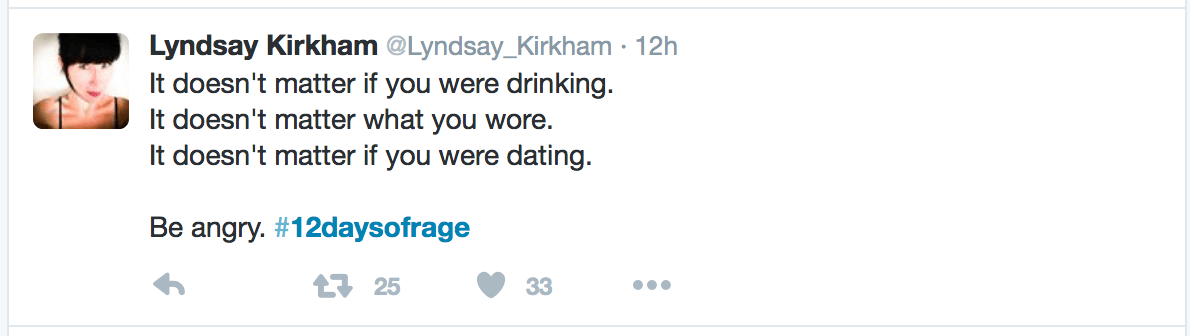 Lyndsay Kirkham @Lyndsay_Kirkham · 12h
It doesn't matter if you were drinking.
It doesn't matter what you wore.
It doesn't matter if you were dating.
Be angry. #12daysofrage
25 33